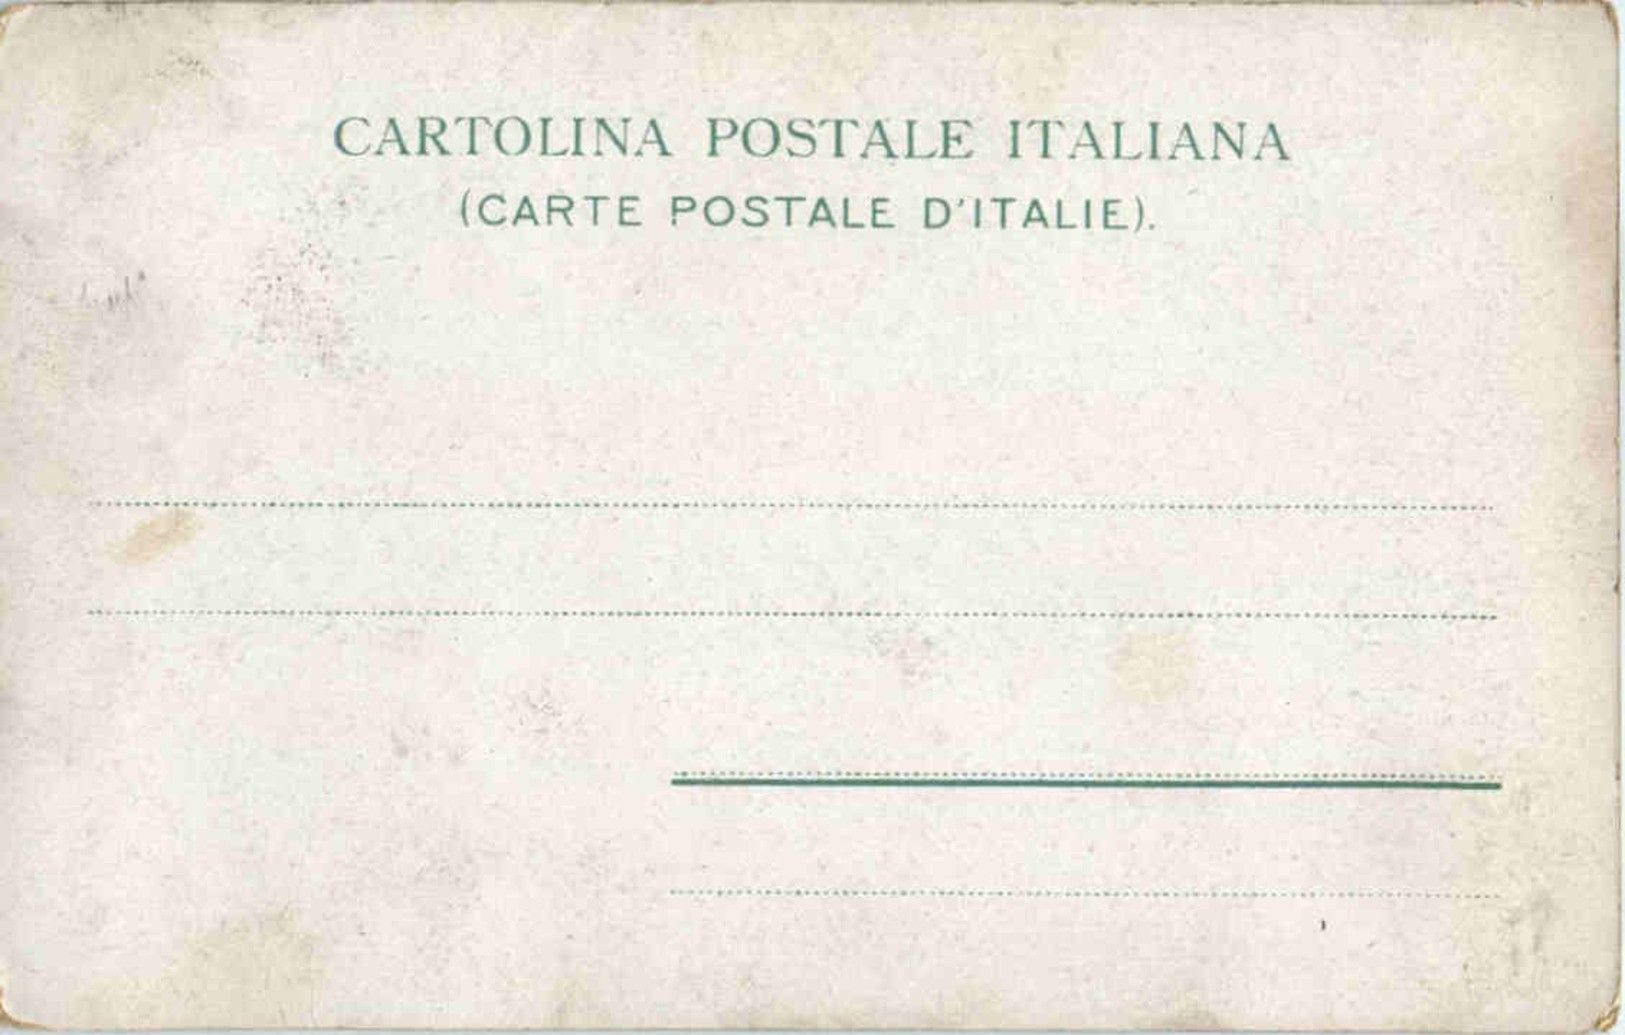 CARTOLINA POSTALE ITALIANA
(CARTE POSTALE D'ITALIE).